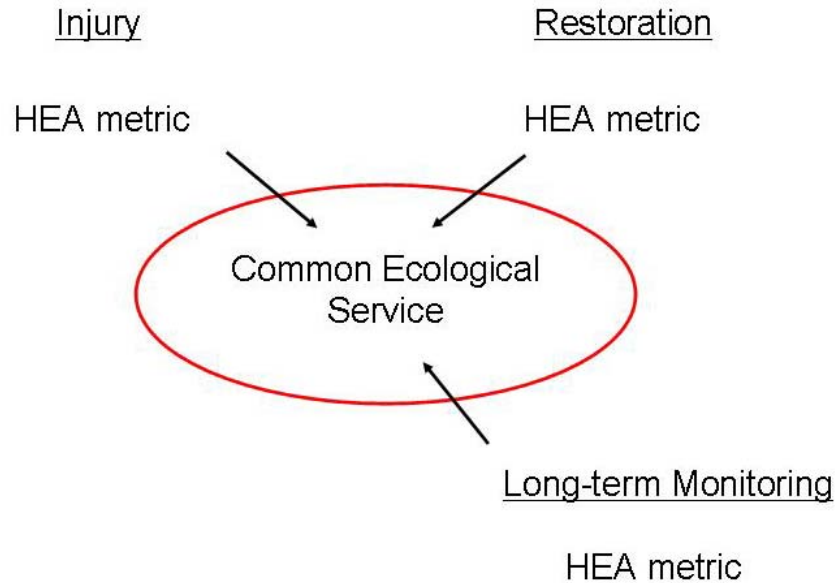 Injury
Restoration
HEA metric
HEA metric
Common Ecological
Service
Long-term Monitoring
HEA metric